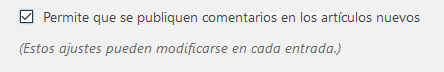 Permite que se publiquen comentarios en los artículos nuevos
(Estos ajustes pueden modificarse en cada entrada.)